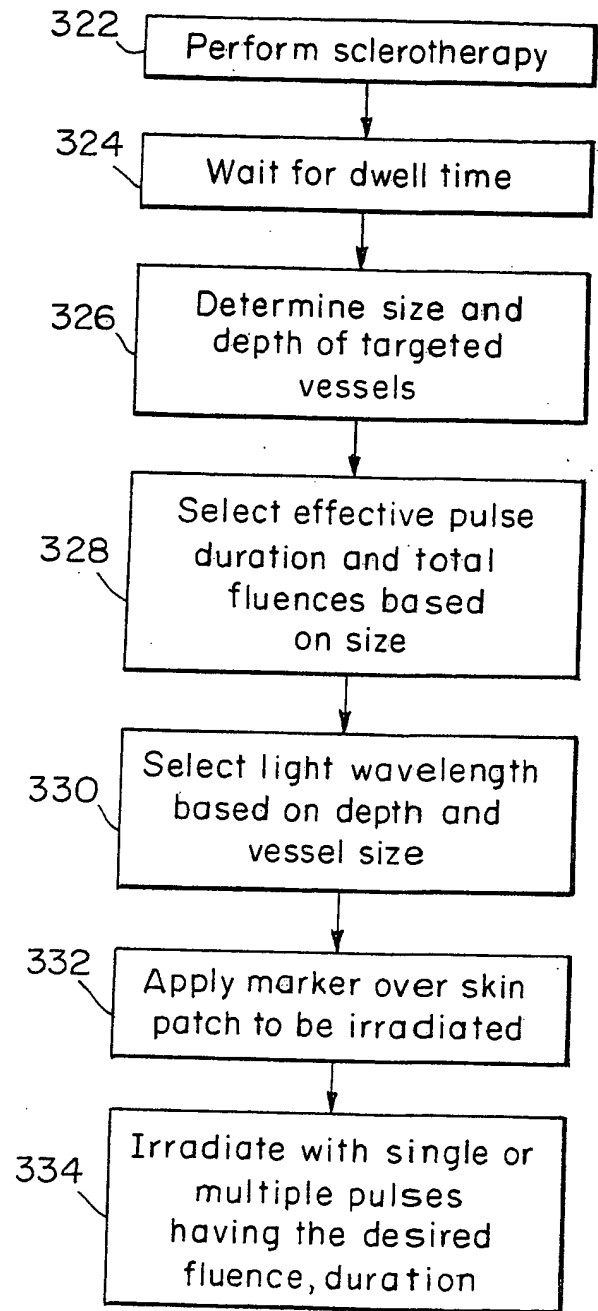 322
Perform sclerotherapy
324
Wait for dwell time
326
Determine size and
depth of targeted
vessels
328
Select effective pulse
duration and total
fluences based
on size
330
Select light wavelength
based on depth and
vessel size
332
Apply marker over skin
patch to be irradiated
334
Irradiate with single or
multiple pulses
having the desired
fluence, duration